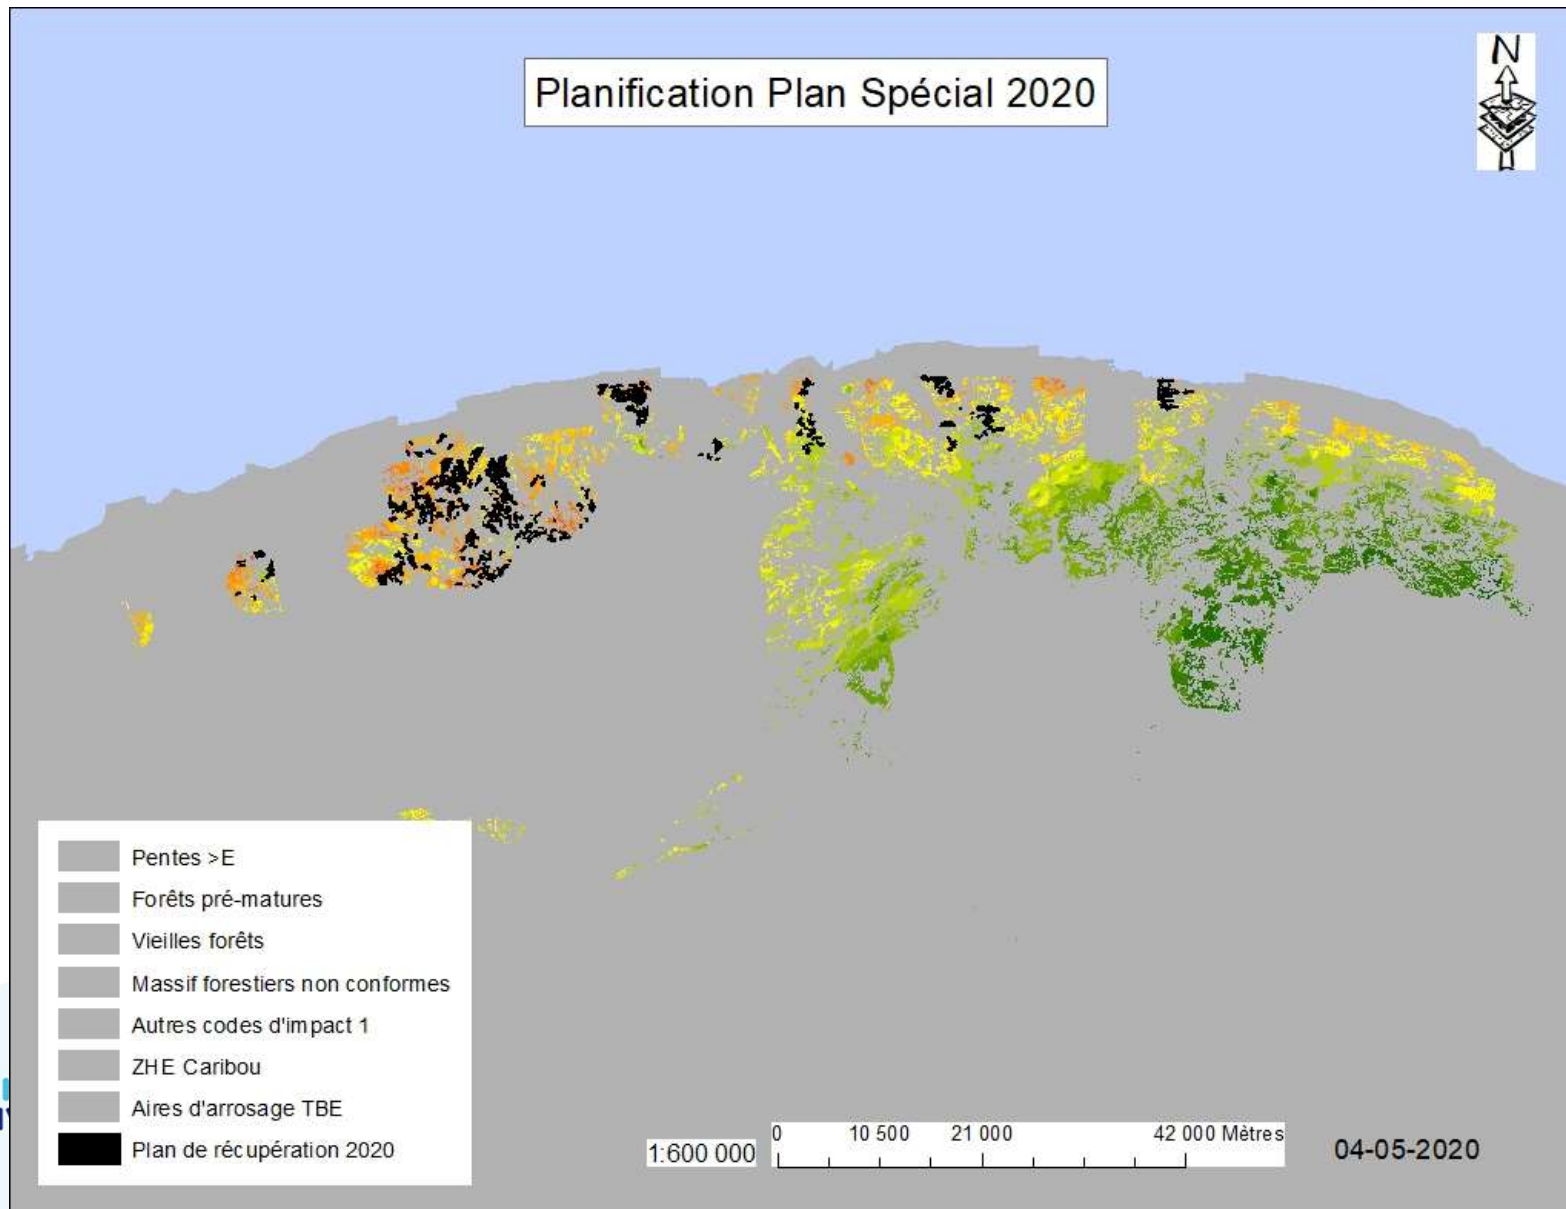 Planification Plan Spécial 2020
N
Pentes >E
Forêts pré-matures
Vieilles forêts
Massif forestiers non conformes
Autres codes d'impact 1
ZHE Caribou
Aires d'arrosage TBE
Plan de récupération 2020
1:600 000
0 10 500 21 000 42 000 Mètres
04-05-2020